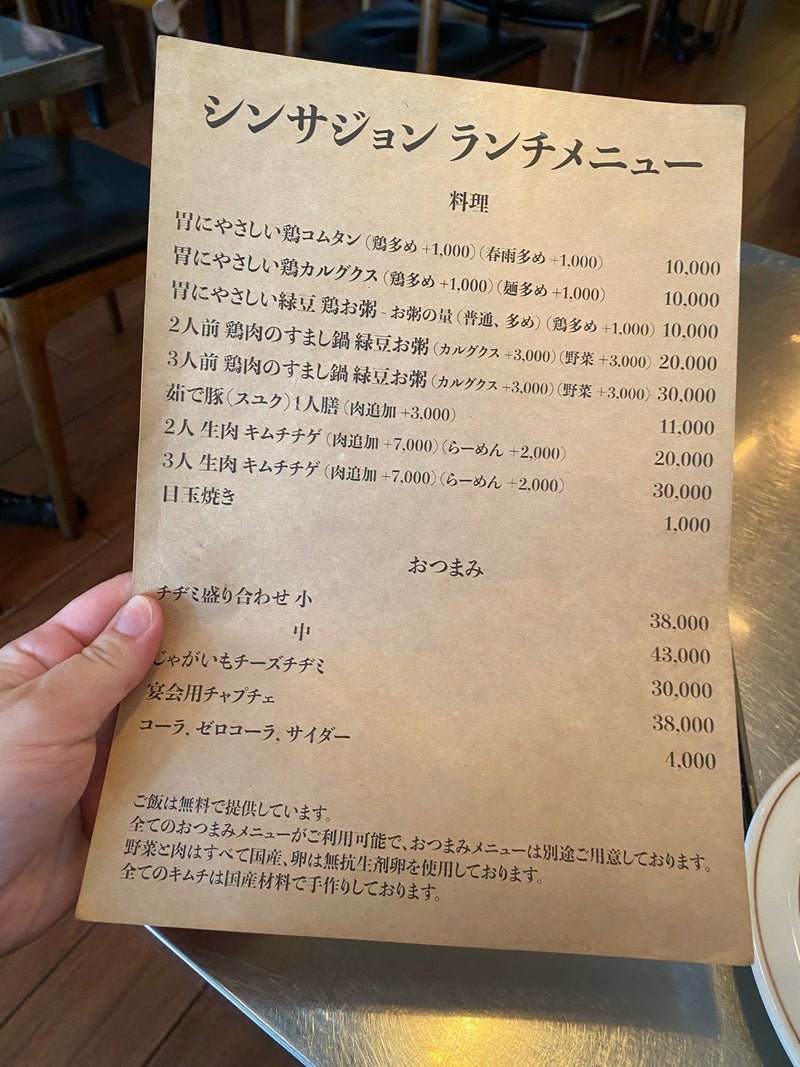 シンサジョン ランチメニュー
料理
胃にやさしい鶏コムタン (鶏多め +1,000) (春雨多め +1,000) 10,000
胃にやさしい鶏カルグクス (鶏多め +1,000) (麺多め +1,000) 10,000
胃にやさしい緑豆 鶏お粥 - お粥の量 (普通、多め) (鶏多め +1,000) 10,000
2人前 鶏肉のすまし鍋 緑豆お粥 (カルグクス +3,000) (野菜 +3,000) 20,000
3人前 鶏肉のすまし鍋 緑豆お粥 (カルグクス +3,000) (野菜 +3,000) 30,000
茹で豚(スユク)1人膳 (肉追加 +3,000) 11,000
2人 生肉 キムチチゲ (肉追加 +7,000) (らーめん +2,000) 20,000
3人 生肉 キムチチゲ (肉追加 +7,000) (らーめん +2,000) 30,000
目玉焼き 1,000
おつまみ
チヂミ盛り合わせ 小 38,000
中 43,000
じゃがいもチーズチヂミ 30,000
宴会用チャプチェ 38,000
コーラ, ゼロコーラ, サイダー 4,000
ご飯は無料で提供しています。
全てのおつまみメニューがご利用可能で、おつまみメニューは別途ご用意しております。
野菜と肉はすべて国産、卵は無抗生剤卵を使用しております。
全てのキムチは国産材料で手作りしております。